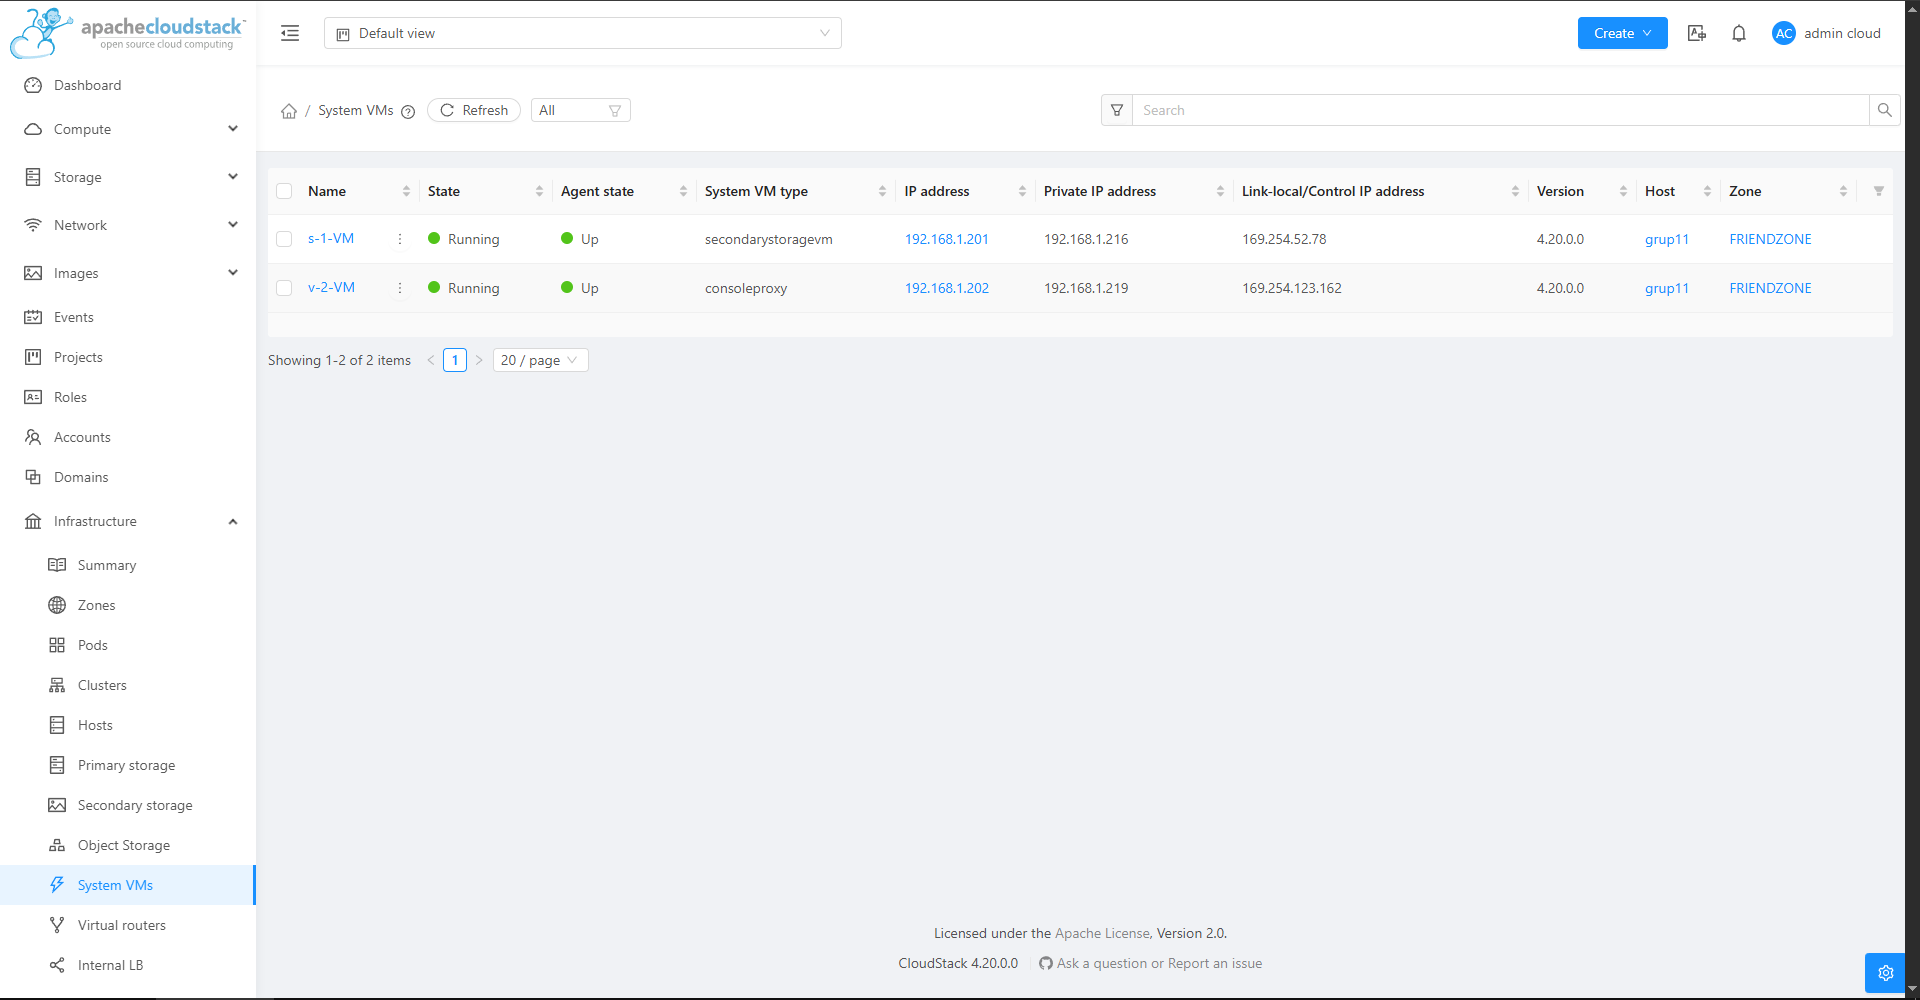 apachecloudstack™
open source cloud computing
Default view
Create
AC
admin cloud
Dashboard
Compute
Storage
Network
Images
Events
Projects
Roles
Accounts
Domains
Infrastructure
Summary
Zones
Pods
Clusters
Hosts
Primary storage
Secondary storage
Object Storage
System VMs
Virtual routers
Internal LB
/ System VMs
Refresh
All
Search
Name State Agent state System VM type IP address Private IP address Link-local/Control IP address Version Host Zone
s-1-VM Running Up secondarystoragevm 192.168.1.201 192.168.1.216 169.254.52.78 4.20.0.0 grup11 FRIENDZONE
v-2-VM Running Up consoleproxy 192.168.1.202 192.168.1.219 169.254.123.162 4.20.0.0 grup11 FRIENDZONE
Showing 1-2 of 2 items < 1 > 20 / page
Licensed under the Apache License, Version 2.0.
CloudStack 4.20.0.0 Ask a question or Report an issue